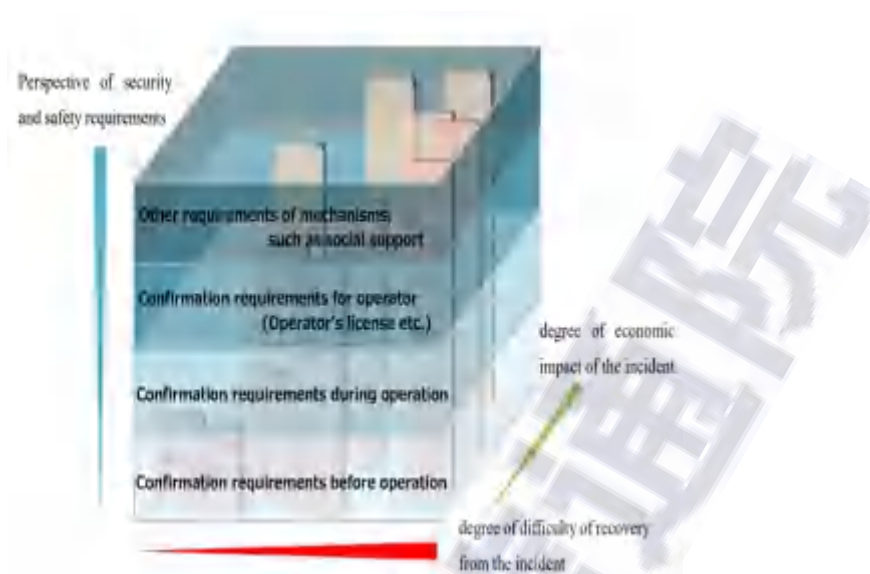 Perspective of security
and safety requirements
Other requirements of mechanisms,
such as social support
Confirmation requirements for operator
(Operator's license etc.)
degree of economic
impact of the incident
Confirmation requirements during operation
Confirmation requirements before operation
degree of difficulty of recovery
from the incident
通院